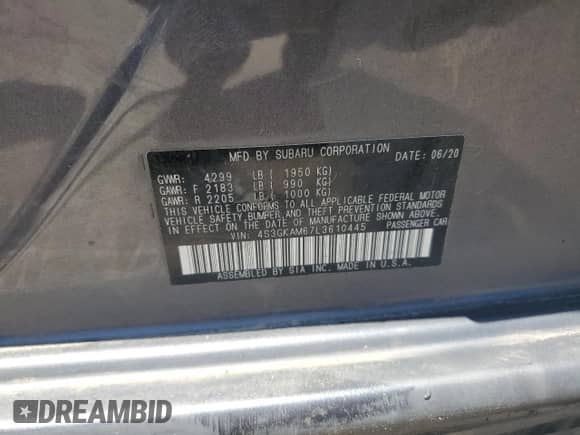 MFD BY SUBARU CORPORATION DATE: 06/20
GVWR: 4299 LB ( 1950 KG)
GAWR: F 2183 LB ( 990 KG)
GAWR: R 2205 LB ( 1000 KG)
THIS VEHICLE CONFORMS TO ALL APPLICABLE FEDERAL MOTOR
VEHICLE SAFETY, BUMPER, AND THEFT PREVENTION STANDARDS
IN EFFECT ON THE DATE OF MANUFACTURE SHOWN ABOVE.
VIN: 4S3GKAM67L3610445 PASSENGER CAR
ASSEMBLED BY SIA INC. MADE IN U.S.A.
DREAMBID